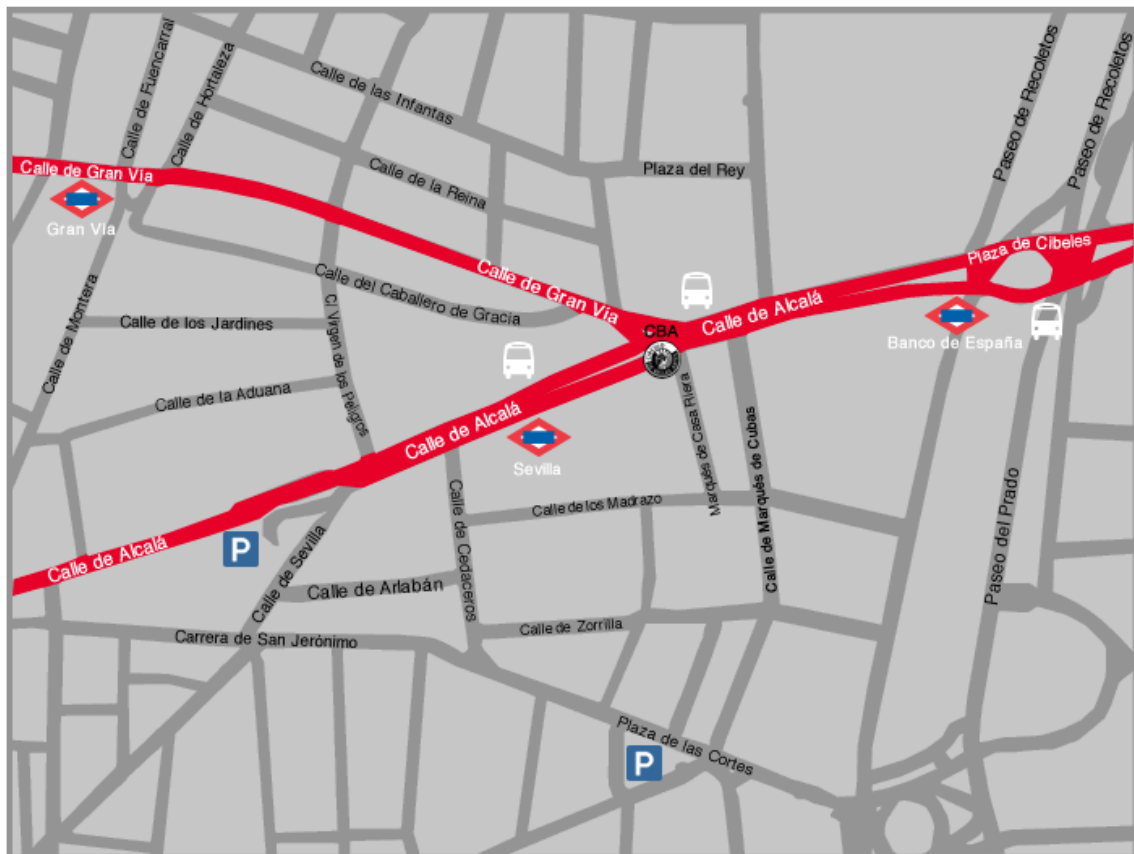 Calle de Fuencarral
Calle de Hortaleza
Calle de las Infantas
Paseo de Recoletos
Paseo de Recoletos
Calle de Gran Vía
Calle de la Reina
Plaza del Rey
Gran Vía
Plaza de Cibeles
Calle de Montera
Calle del Caballero de Gracia
Calle de Gran Vía
Calle de Alcalá
Calle de los Jardines
C/ Virgen de los Peligros
CBA
Banco de España
Calle de la Aduana
Calle de Alcalá
Marqués de Casa Riera
Calle de Marqués de Cubas
Sevilla
Calle de los Madrazo
Calle de Cedaceros
Paseo del Prado
Calle de Alcalá
P
Calle de Sevilla
Calle de Arlabán
Carrera de San Jerónimo
Calle de Zorrilla
Plaza de las Cortes
P